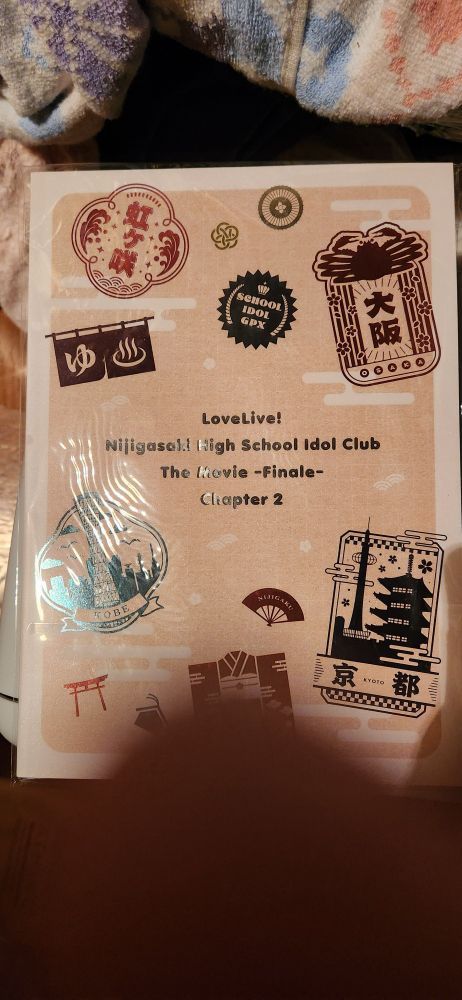 虹ヶ咲
SCHOOL
IDOL
GPX
大阪
OSAKA
ゆ
LoveLive!
Nijigasaki High School Idol Club
The Movie -Finale-
Chapter 2
KOBE
NIJIGAKU
京都
KYOTO